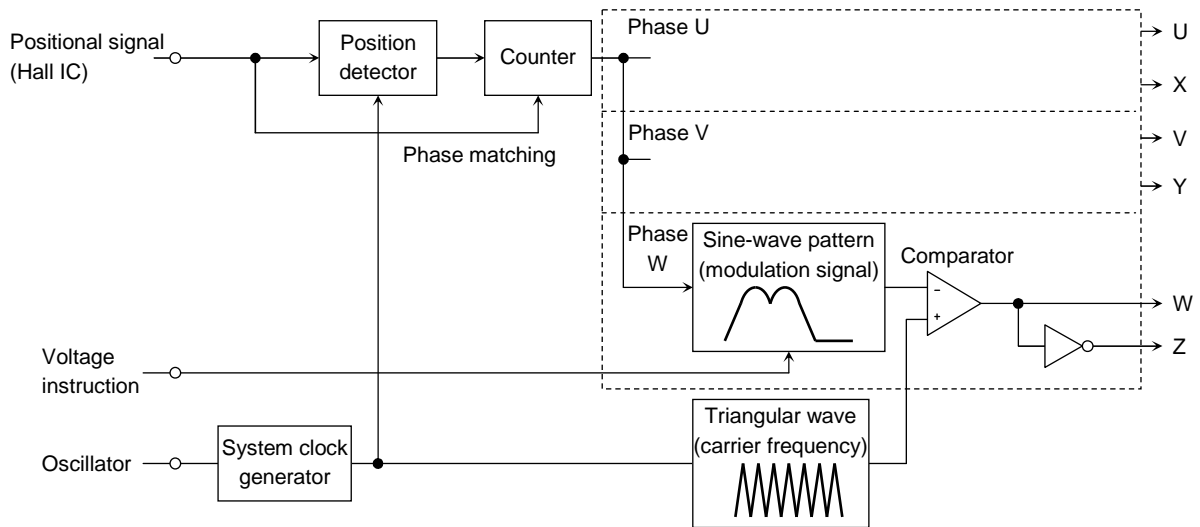 Positional signal
(Hall IC)
Position
detector
Counter
Phase matching
Phase U
U
X
Phase V
V
Y
Phase
W
Sine-wave pattern
(modulation signal)
Comparator
−
+
W
Z
Voltage
instruction
Oscillator
System clock
generator
Triangular wave
(carrier frequency)